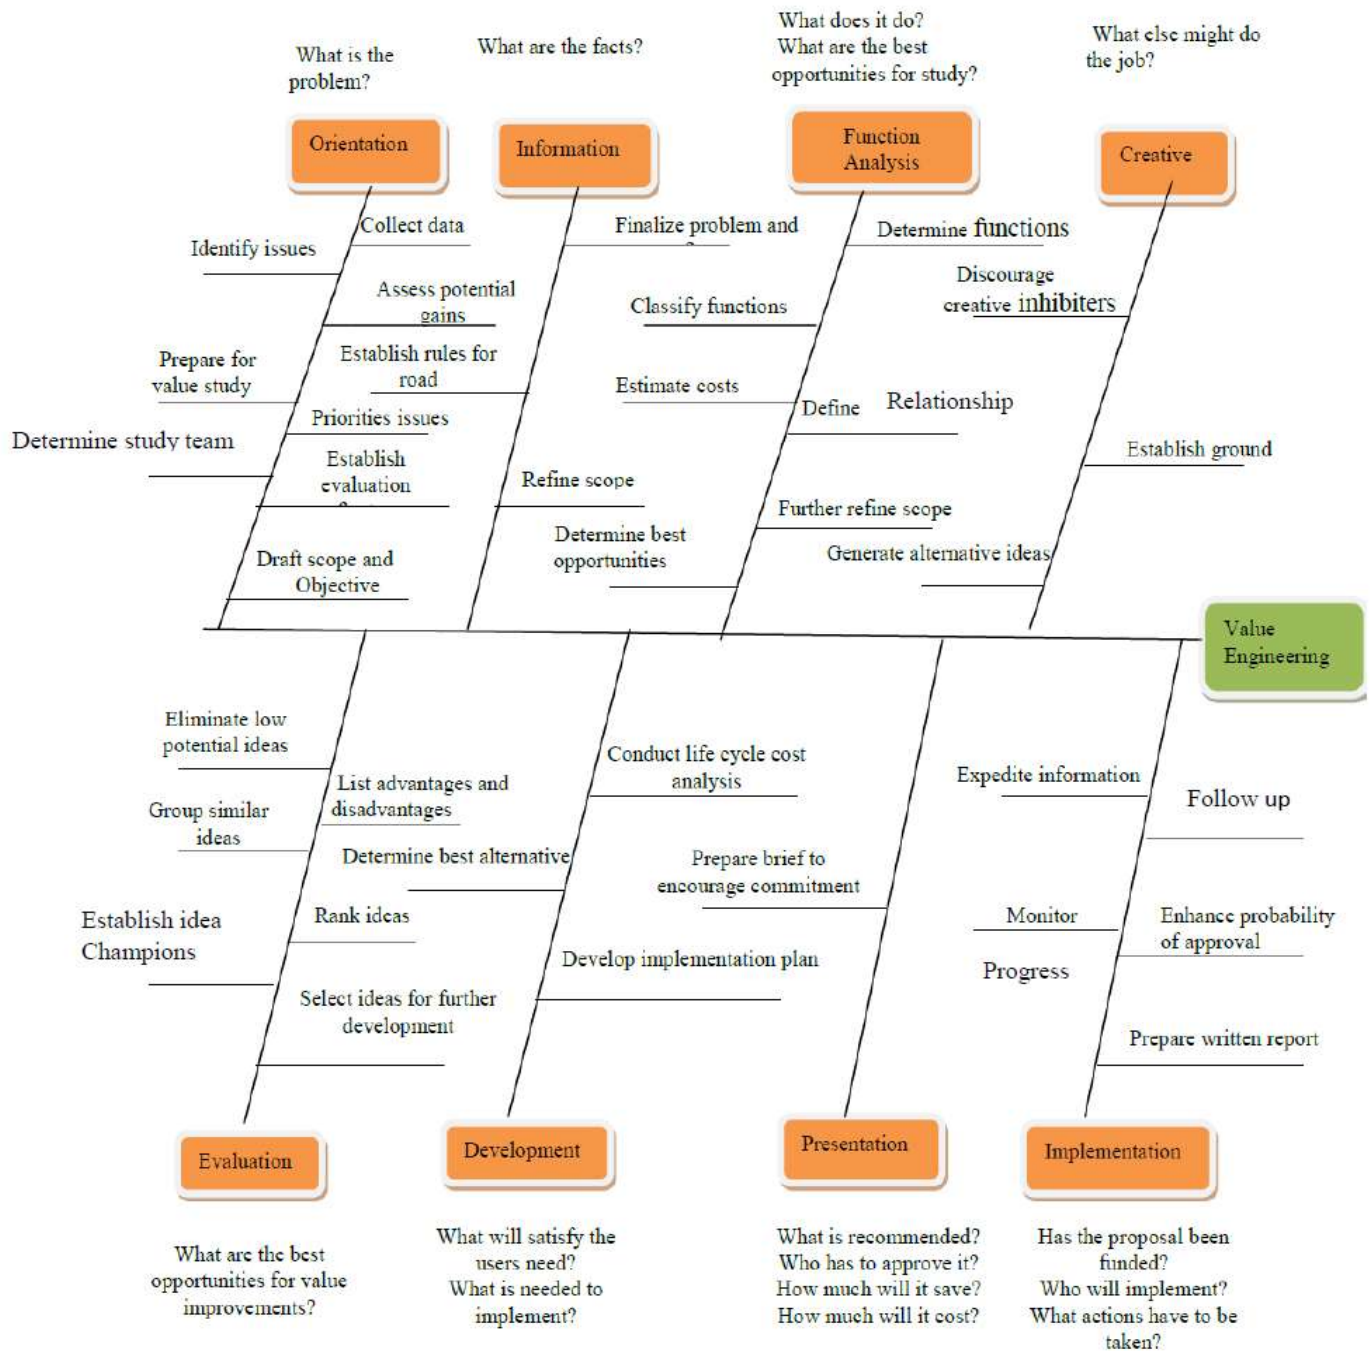 What is the
problem?
What are the facts?
What does it do?
What are the best
opportunities for study?
What else might do
the job?
Orientation
Information
Function
Analysis
Creative
Collect data
Identify issues
Assess potential
gains
Establish rules for
road
Prepare for
value study
Priorities issues
Determine study team
Establish
evaluation
Draft scope and
Objective
Finalize problem and
Classify functions
Estimate costs
Refine scope
Determine best
opportunities
Determine functions
Discourage
creative inhibiters
Define Relationship
Establish ground
Further refine scope
Generate alternative ideas
Value
Engineering
Eliminate low
potential ideas
Group similar
ideas
List advantages and
disadvantages
Determine best alternative
Establish idea
Champions
Rank ideas
Select ideas for further
development
Conduct life cycle cost
analysis
Prepare brief to
encourage commitment
Develop implementation plan
Expedite information
Follow up
Monitor
Progress
Enhance probability
of approval
Prepare written report
Evaluation
Development
Presentation
Implementation
What are the best
opportunities for value
improvements?
What will satisfy the
users need?
What is needed to
implement?
What is recommended?
Who has to approve it?
How much will it save?
How much will it cost?
Has the proposal been
funded?
Who will implement?
What actions have to be
taken?